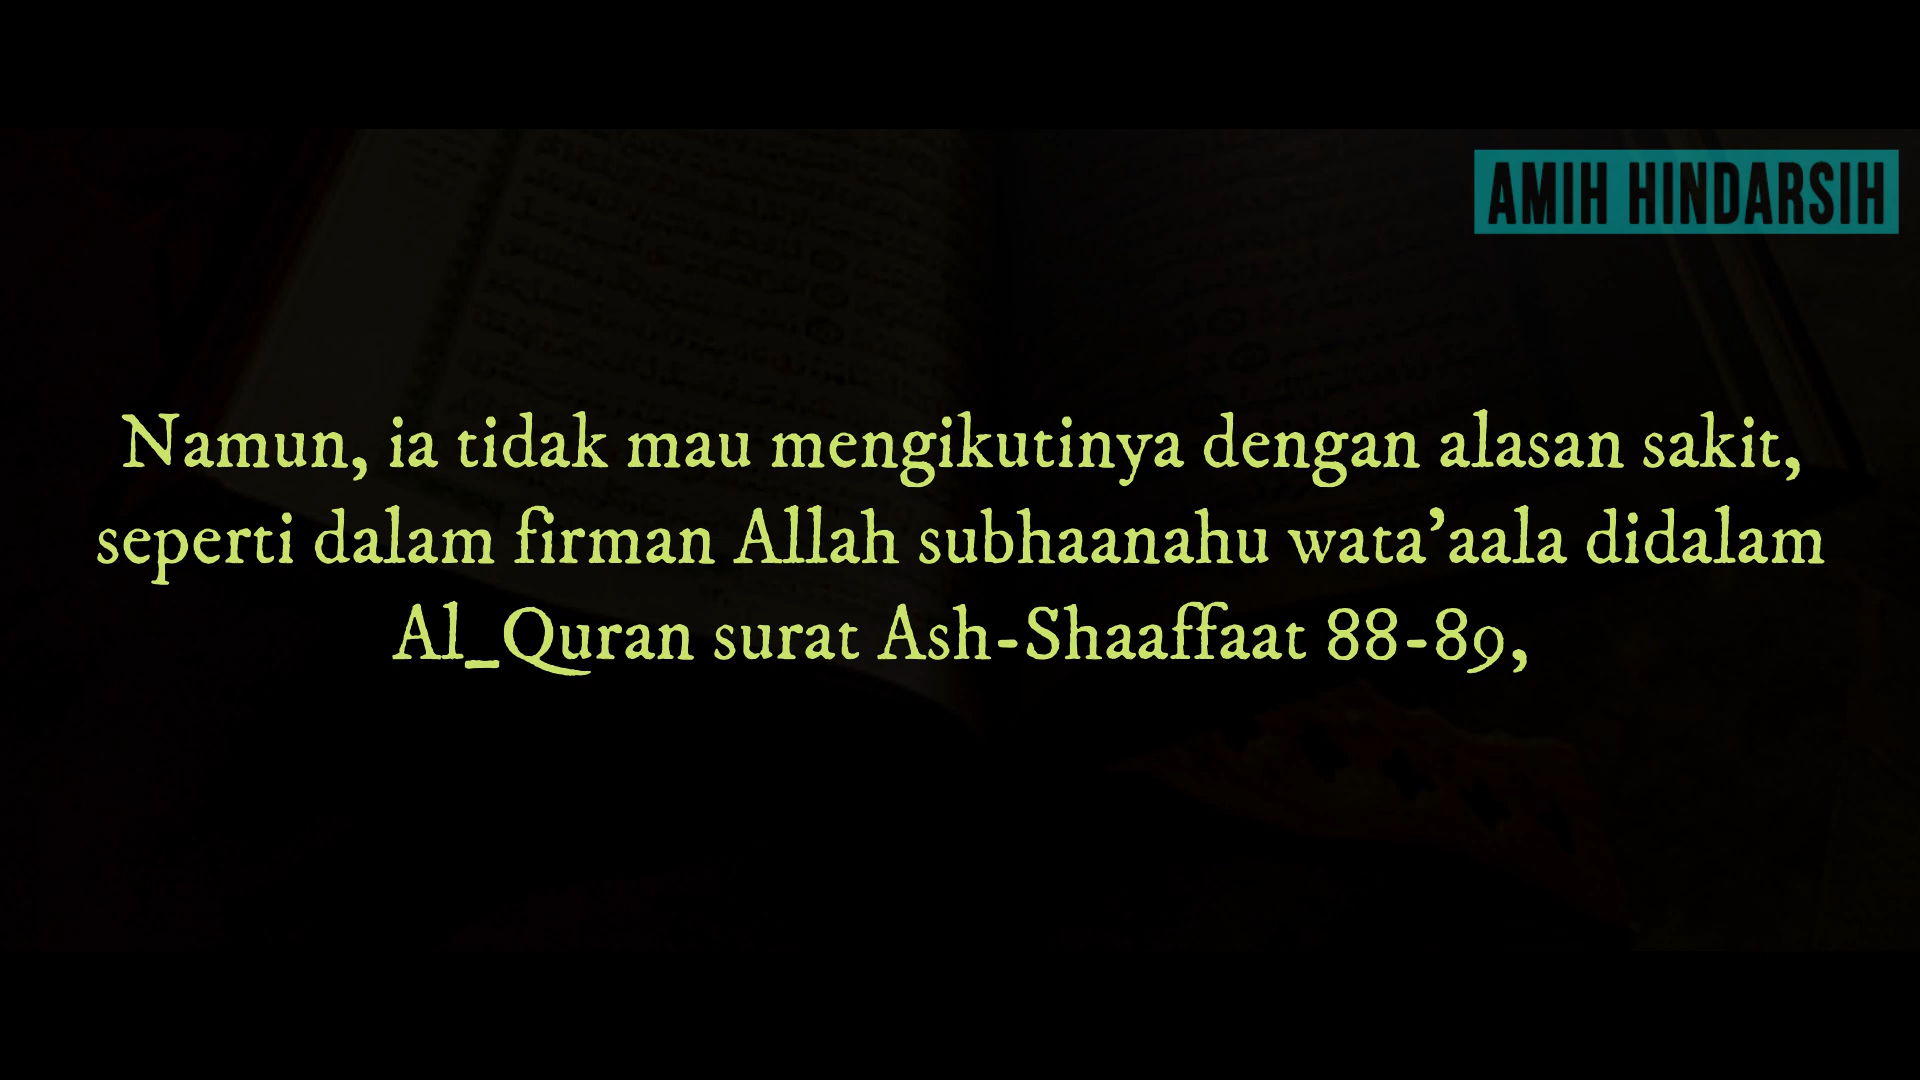 AMIH HINDARSIH
Namun, ia tidak mau mengikutinya dengan alasan sakit,
seperti dalam firman Allah subhaanahu wata’aala didalam
Al_Quran surat Ash-Shaaffaat 88-89,